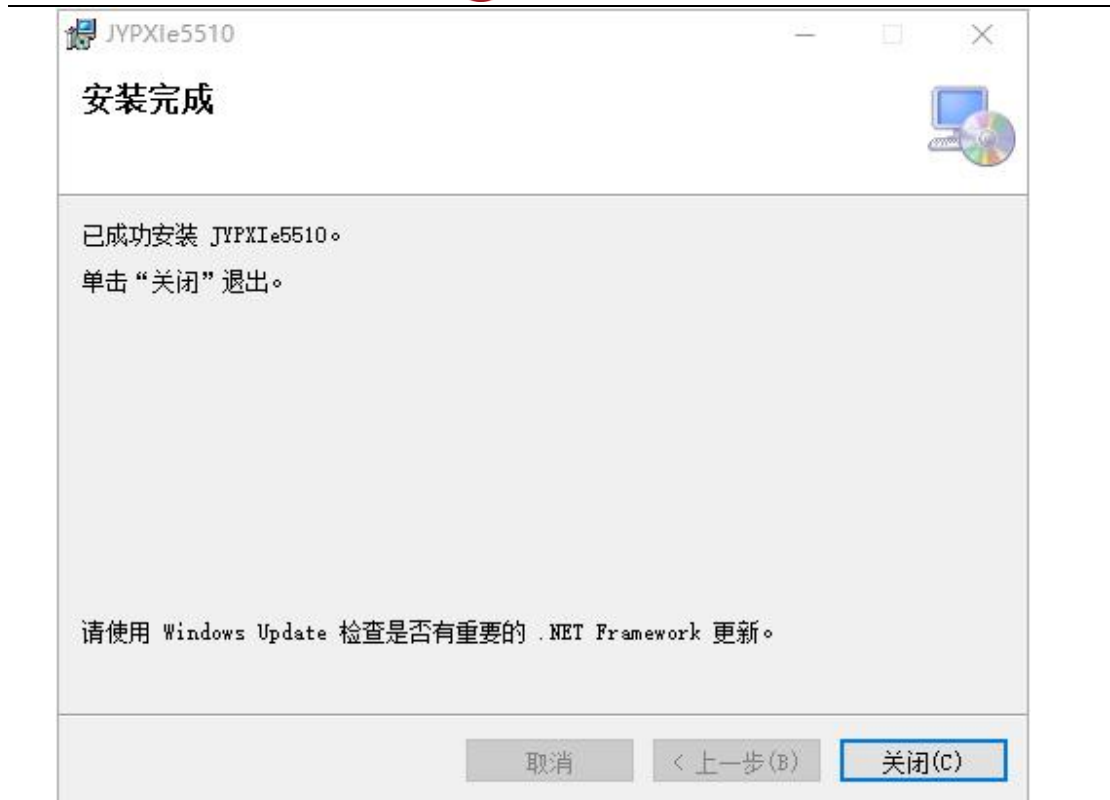 JYPXIe5510
安装完成
已成功安装 JYPXIe5510。
单击“关闭”退出。
请使用 Windows Update 检查是否有重要的 .NET Framework 更新。
取消
< 上一步(B)
关闭(C)